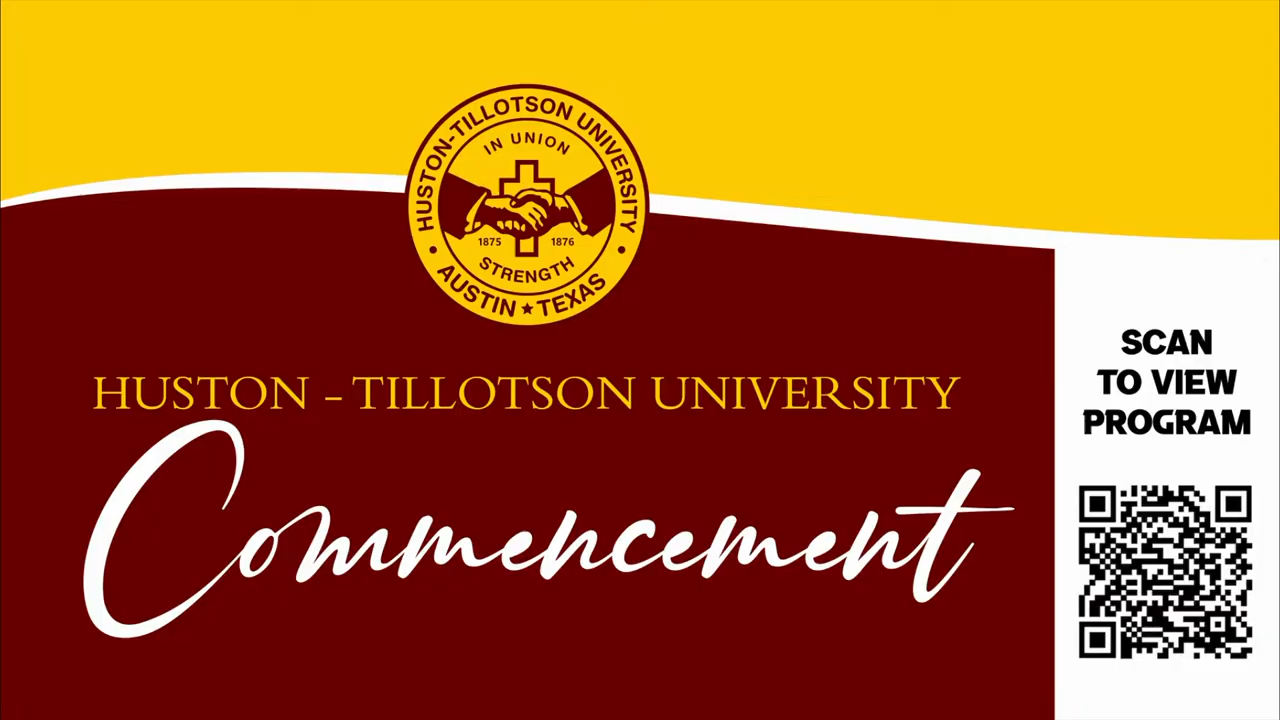 HUSTON-TILLOTSON UNIVERSITY
IN UNION
1875 1876
STRENGTH
AUSTIN ★ TEXAS
HUSTON - TILLOTSON UNIVERSITY
Commencement
SCAN
TO VIEW
PROGRAM